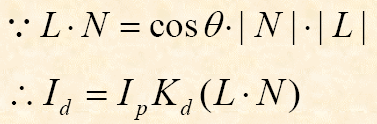 ∵ L·N = cosθ·|N|·|L|
∴ I_d = I_p K_d (L·N)